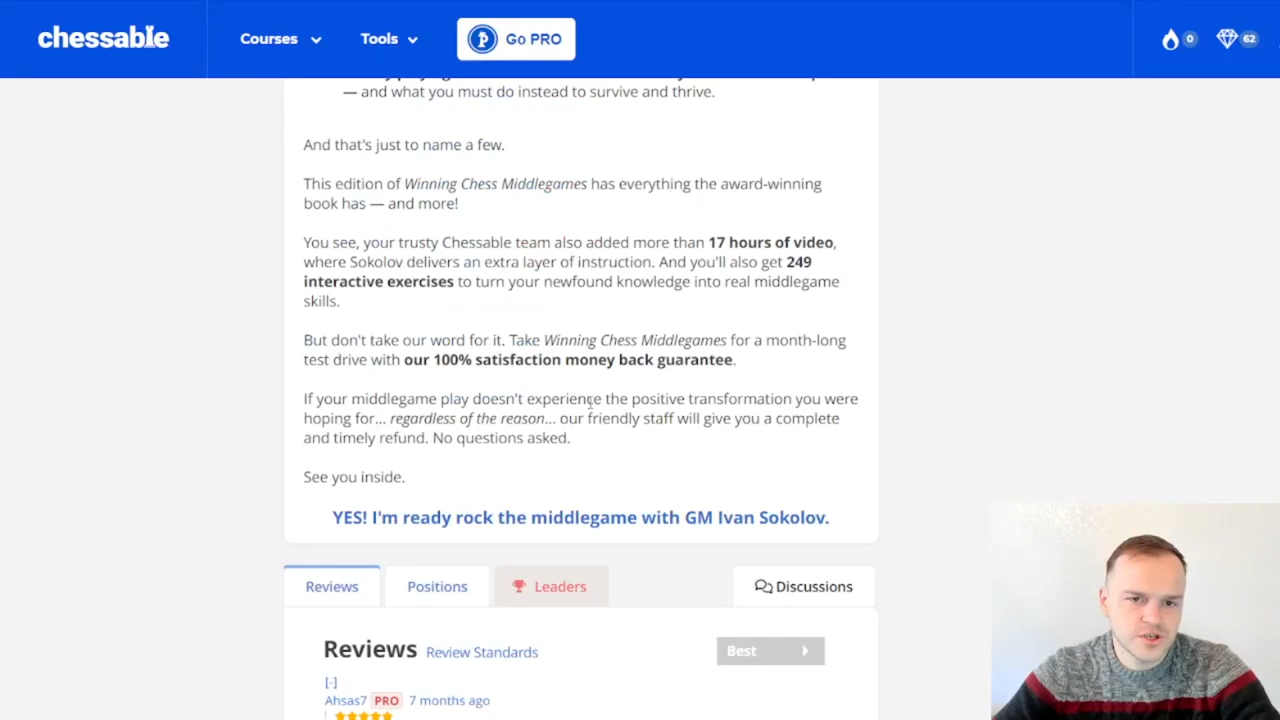 chessable
Courses
Tools
Go PRO
0
62
— and what you must do instead to survive and thrive.
And that's just to name a few.
This edition of Winning Chess Middlegames has everything the award-winning
book has — and more!
You see, your trusty Chessable team also added more than 17 hours of video,
where Sokolov delivers an extra layer of instruction. And you'll also get 249
interactive exercises to turn your newfound knowledge into real middlegame
skills.
But don't take our word for it. Take Winning Chess Middlegames for a month-long
test drive with our 100% satisfaction money back guarantee.
If your middlegame play doesn't experience the positive transformation you were
hoping for... regardless of the reason... our friendly staff will give you a complete
and timely refund. No questions asked.
See you inside.
YES! I'm ready rock the middlegame with GM Ivan Sokolov.
Reviews
Positions
Leaders
Discussions
Reviews
Review Standards
Best
[-]
Ahsas7 PRO 7 months ago